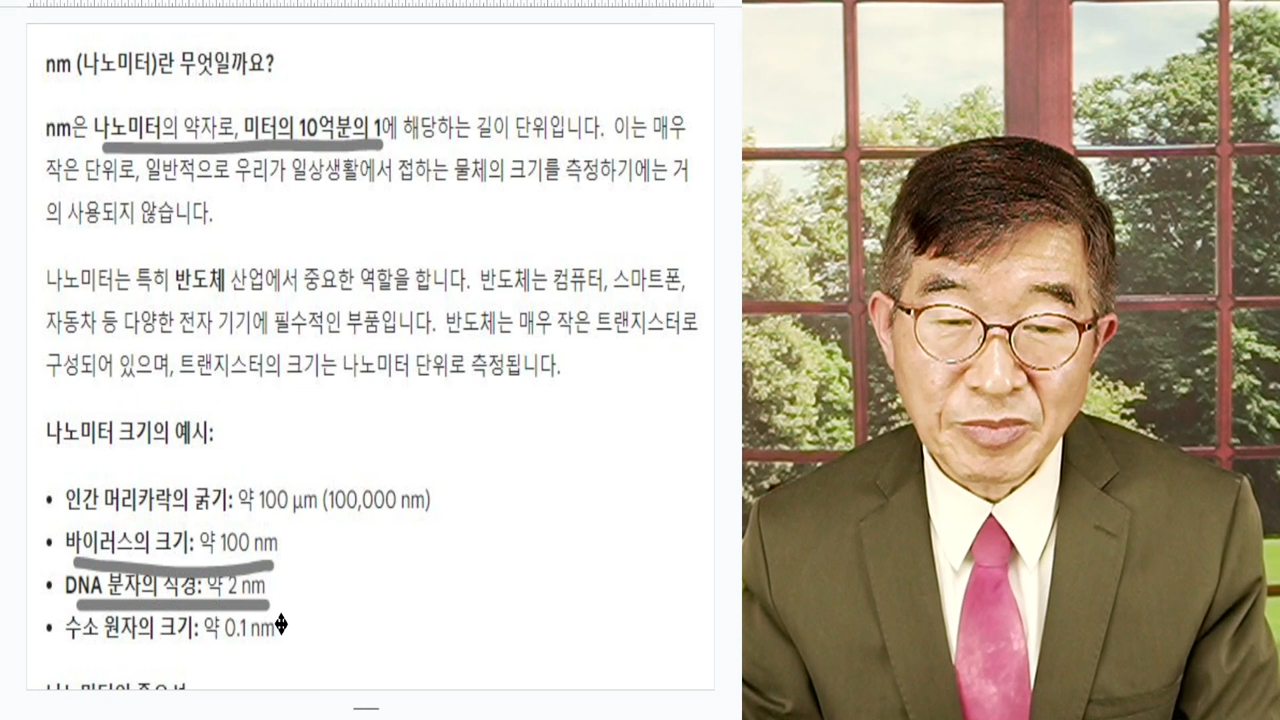 nm (나노미터)란 무엇일까요?
nm은 나노미터의 약자로, 미터의 10억분의 1에 해당하는 길이 단위입니다. 이는 매우
작은 단위로, 일반적으로 우리가 일상생활에서 접하는 물체의 크기를 측정하기에는 거
의 사용되지 않습니다.
나노미터는 특히 반도체 산업에서 중요한 역할을 합니다. 반도체는 컴퓨터, 스마트폰,
자동차 등 다양한 전자 기기에 필수적인 부품입니다. 반도체는 매우 작은 트랜지스터로
구성되어 있으며, 트랜지스터의 크기는 나노미터 단위로 측정됩니다.
나노미터 크기의 예시:
• 인간 머리카락의 굵기: 약 100 μm (100,000 nm)
• 바이러스의 크기: 약 100 nm
• DNA 분자의 직경: 약 2 nm
• 수소 원자의 크기: 약 0.1 nm